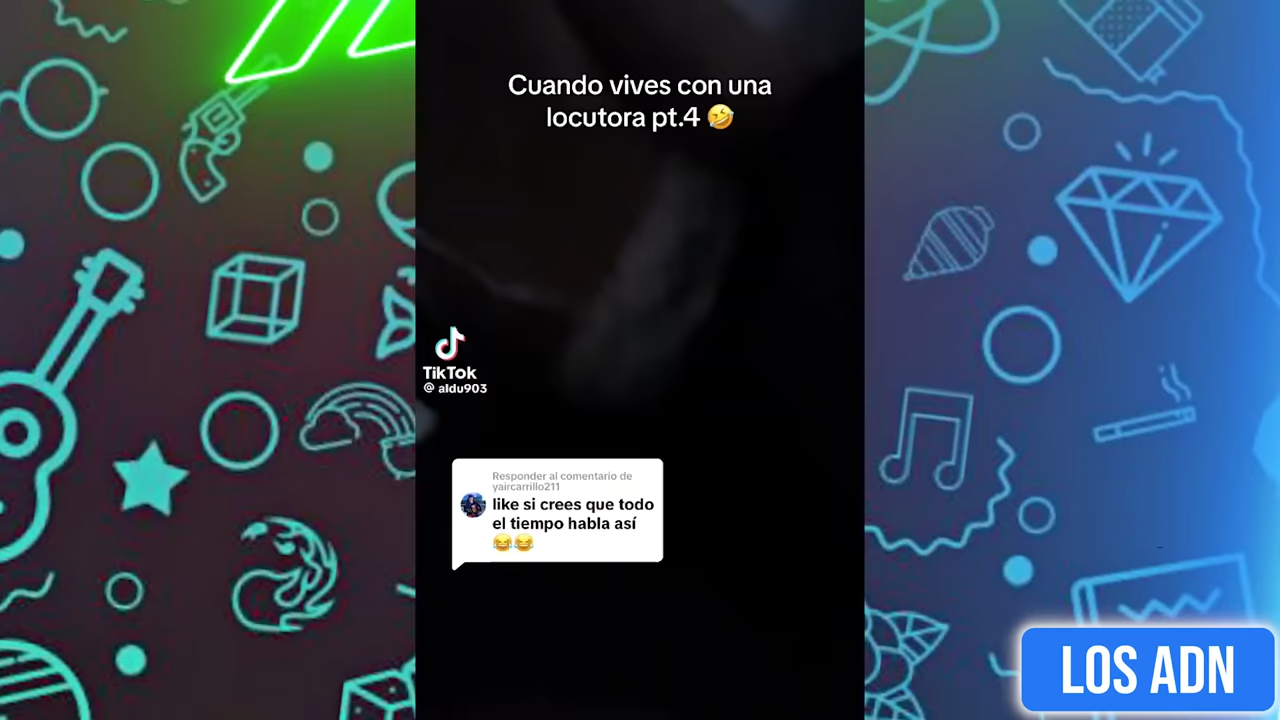 Cuando vives con una
locutora pt.4 🤣
TikTok
@ aldu903
Responder al comentario de
yaircarrillo211
like si crees que todo
el tiempo habla así
😂😂
LOS ADN